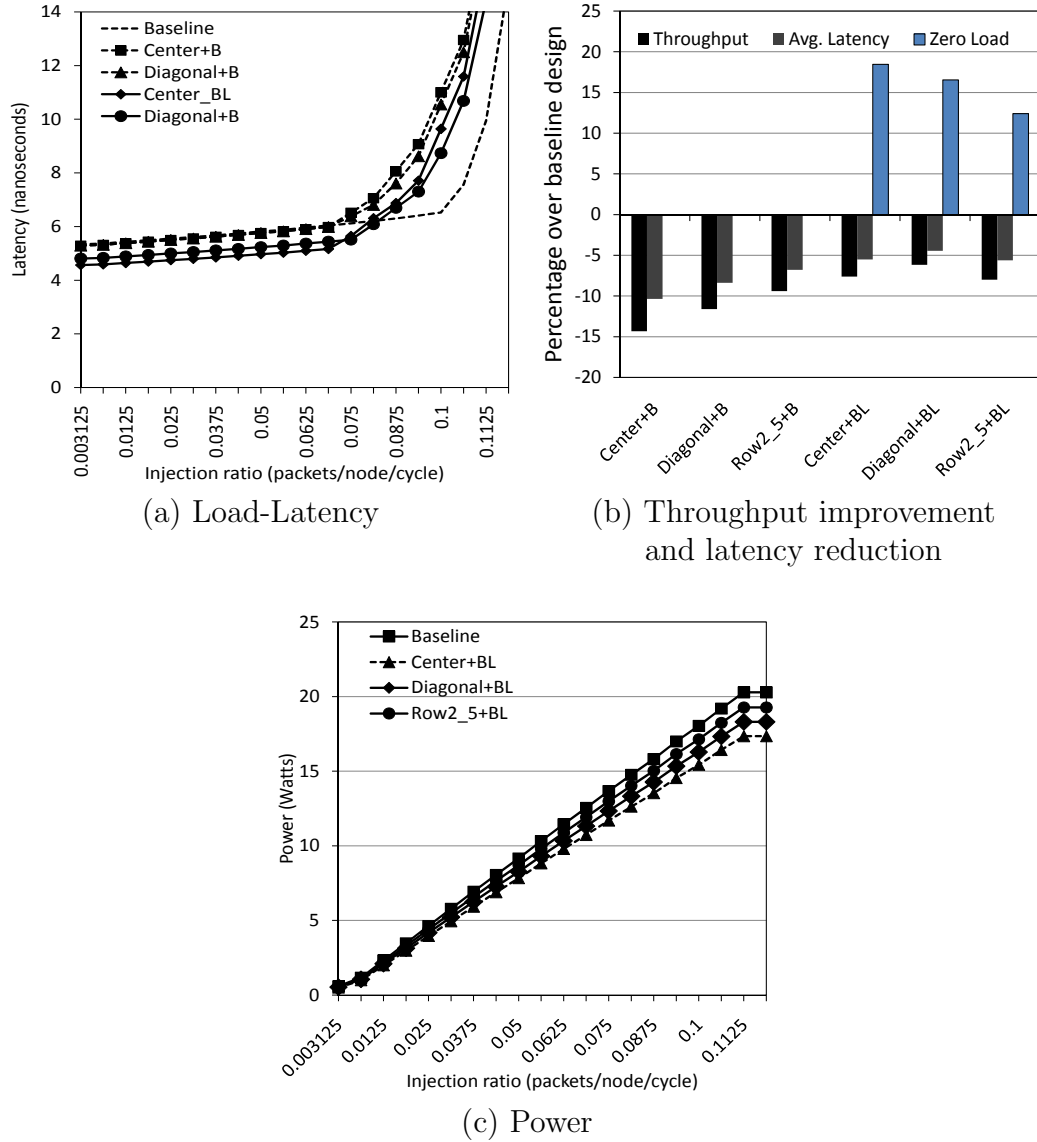 14
12
10
8
6
4
2
0
Latency (nanoseconds)
Baseline
Center+B
Diagonal+B
Center_BL
Diagonal+B
0.003125
0.0125
0.025
0.0375
0.05
0.0625
0.075
0.0875
0.1
0.1125
Injection ratio (packets/node/cycle)
(a) Load-Latency
25
20
15
10
5
0
-5
-10
-15
-20
Percentage over baseline design
Throughput Avg. Latency Zero Load
Center+B
Diagonal+B
Row2_5+B
Center+BL
Diagonal+BL
Row2_5+BL
(b) Throughput improvement
and latency reduction
25
20
15
10
5
0
Power (Watts)
Baseline
Center+BL
Diagonal+BL
Row2_5+BL
0.003125
0.0125
0.025
0.0375
0.05
0.0625
0.075
0.0875
0.1
0.1125
Injection ratio (packets/node/cycle)
(c) Power